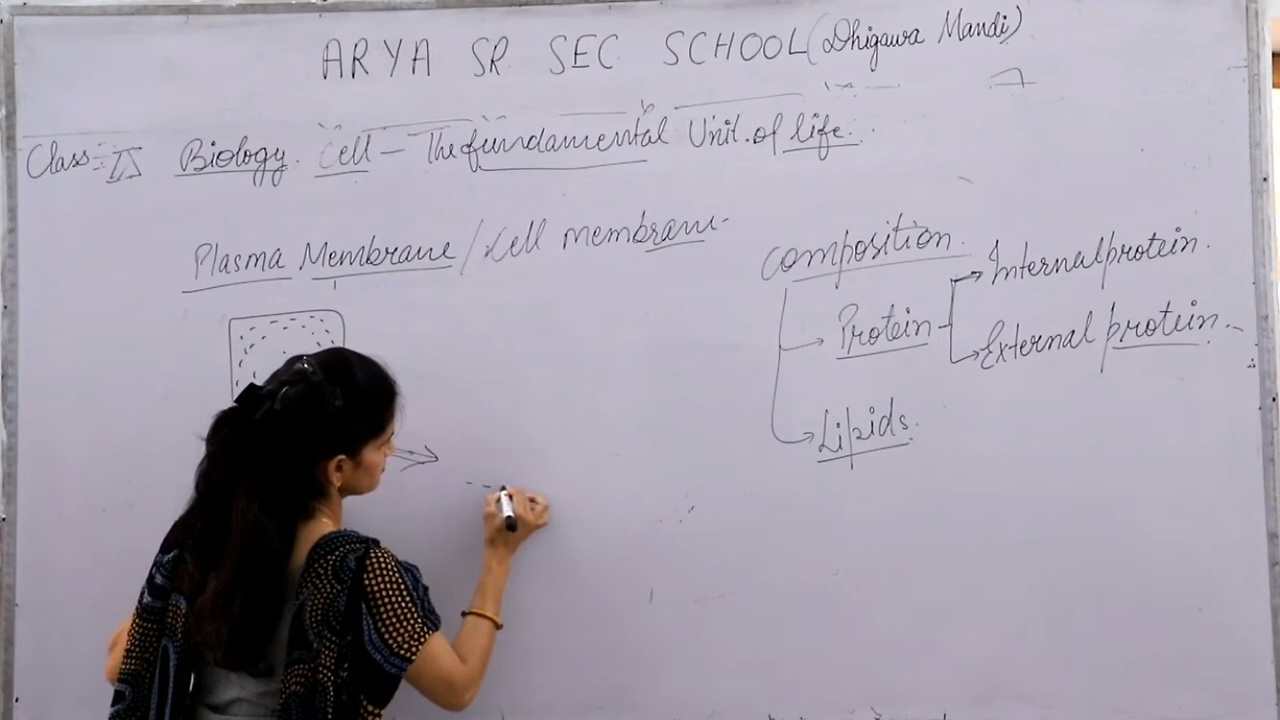 ARYA SR SEC SCHOOL (Dhigawa Mandi)
Class:- IX Biology. Cell - The fundamental Unit of life.
Plasma Membrane / Cell membrane
Composition.
Protein
Internal protein.
External protein.
Lipids.